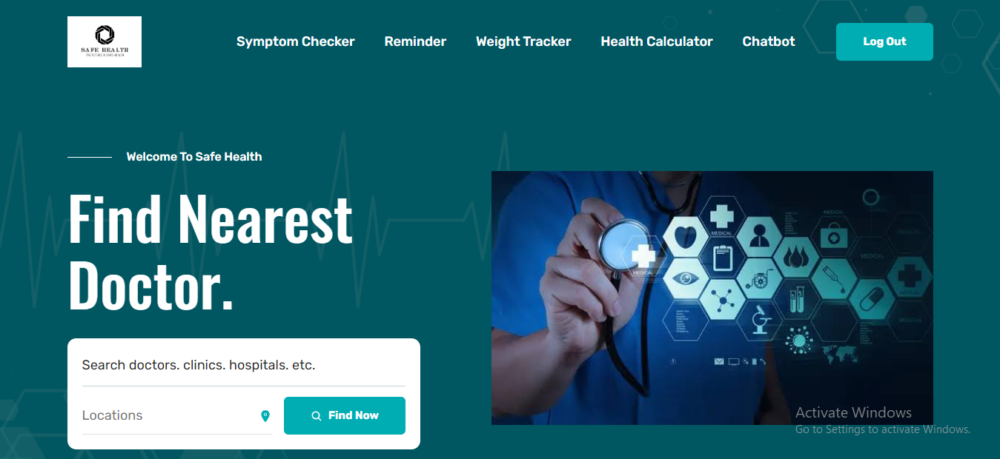 SAFE HEALTH
THE FUTURE IS SAFE HEALTH
Symptom Checker
Reminder
Weight Tracker
Health Calculator
Chatbot
Log Out
Welcome To Safe Health
Find Nearest
Doctor.
Search doctors. clinics. hospitals. etc.
Locations
Find Now
MEDICAL
MEDICAL
MEDICAL
MEDICAL
MEDICAL
MEDICAL
Activate Windows
Go to Settings to activate Windows.